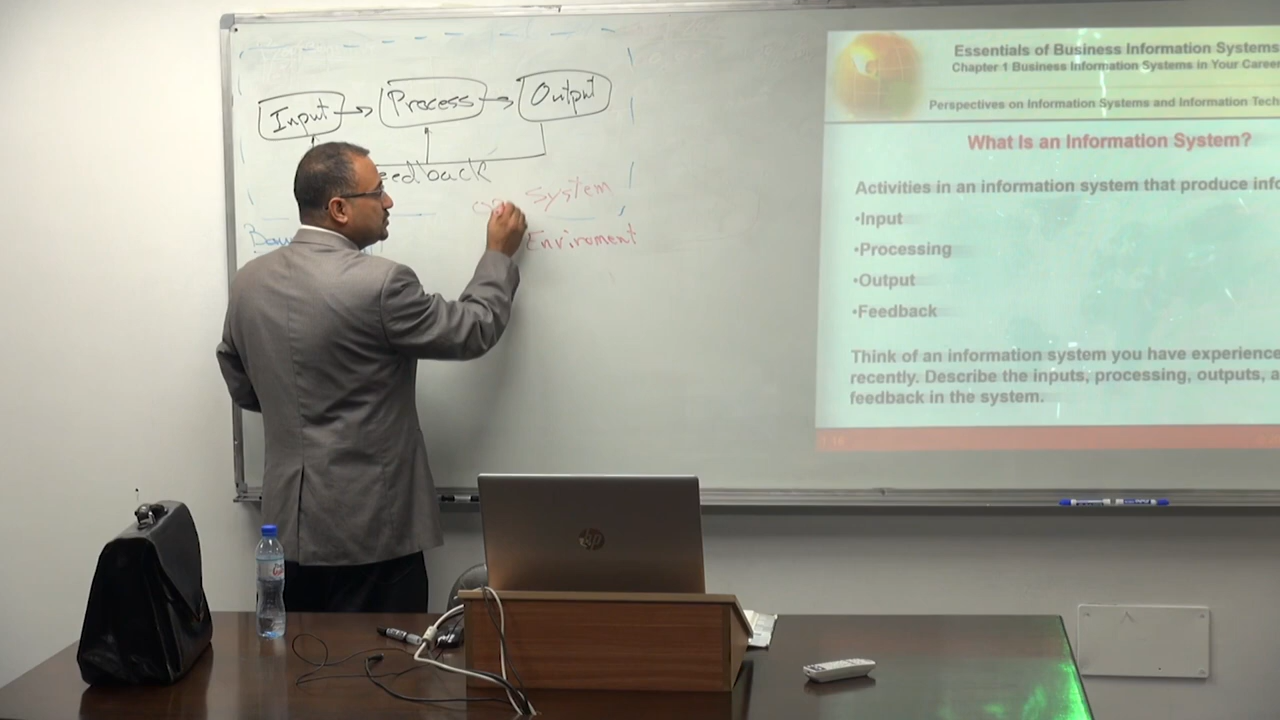 Input → Process → Output
eedback
System
Enviroment
Essentials of Business Information Systems
Chapter 1 Business Information Systems in Your Career
Perspectives on Information Systems and Information Tech
What Is an Information System?
Activities in an information system that produce info
•Input
•Processing
•Output
•Feedback
Think of an information system you have experience
recently. Describe the inputs, processing, outputs, a
feedback in the system.
hp